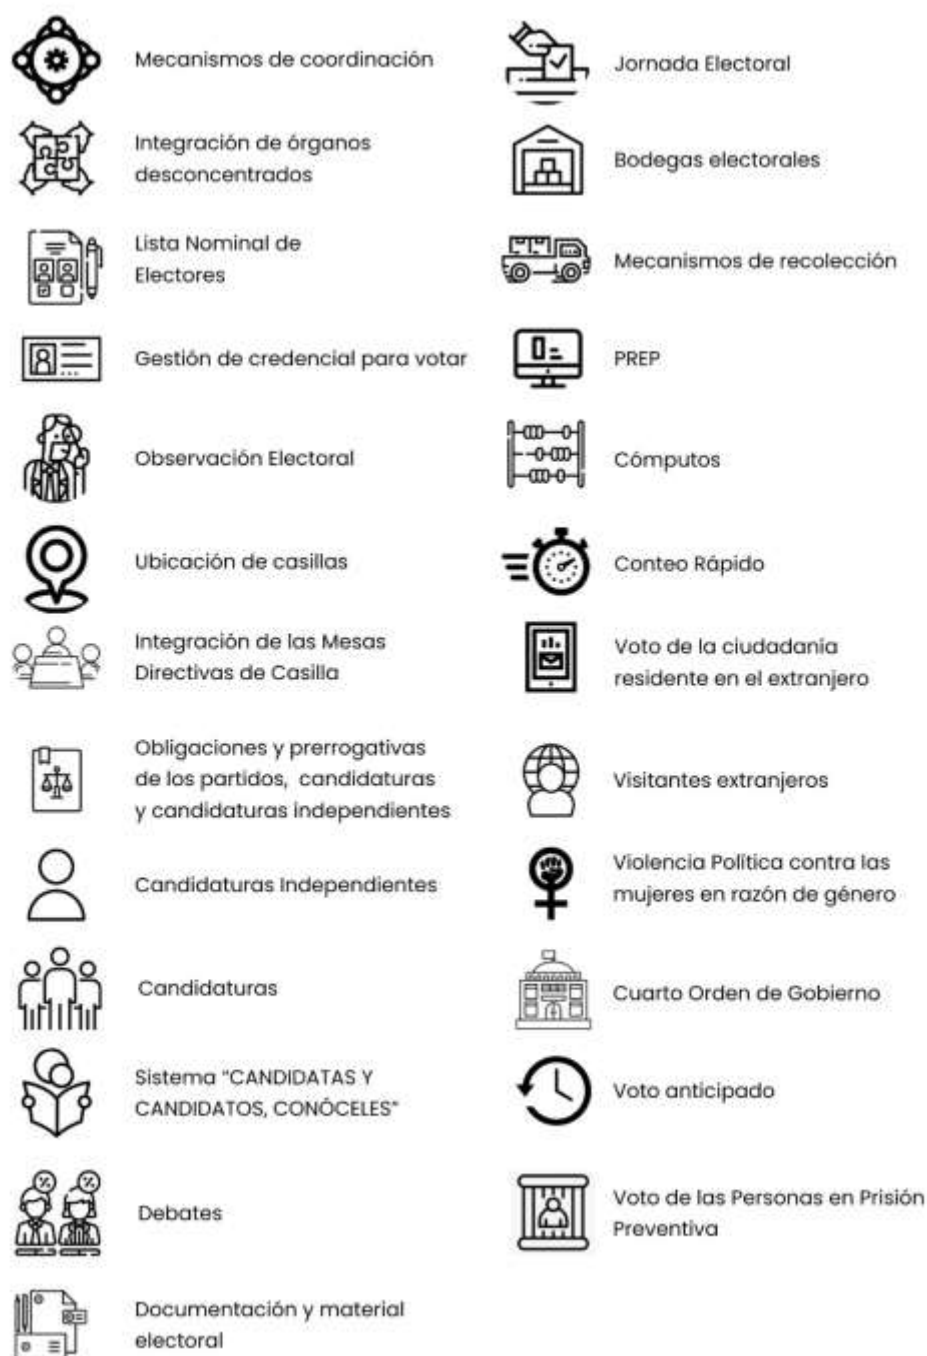 Mecanismos de coordinación
Integración de órganos
desconcentrados
Lista Nominal de
Electores
Gestión de credencial para votar
Observación Electoral
Ubicación de casillas
Integración de las Mesas
Directivas de Casilla
Obligaciones y prerrogativas
de los partidos, candidaturas
y candidaturas independientes
Candidaturas Independientes
Candidaturas
Sistema "CANDIDATAS Y
CANDIDATOS, CONÓCELES"
Debates
Documentación y material
electoral
Jornada Electoral
Bodegas electorales
Mecanismos de recolección
PREP
Cómputos
Conteo Rápido
Voto de la ciudadanía
residente en el extranjero
Visitantes extranjeros
Violencia Política contra las
mujeres en razón de género
Cuarto Orden de Gobierno
Voto anticipado
Voto de las Personas en Prisión
Preventiva